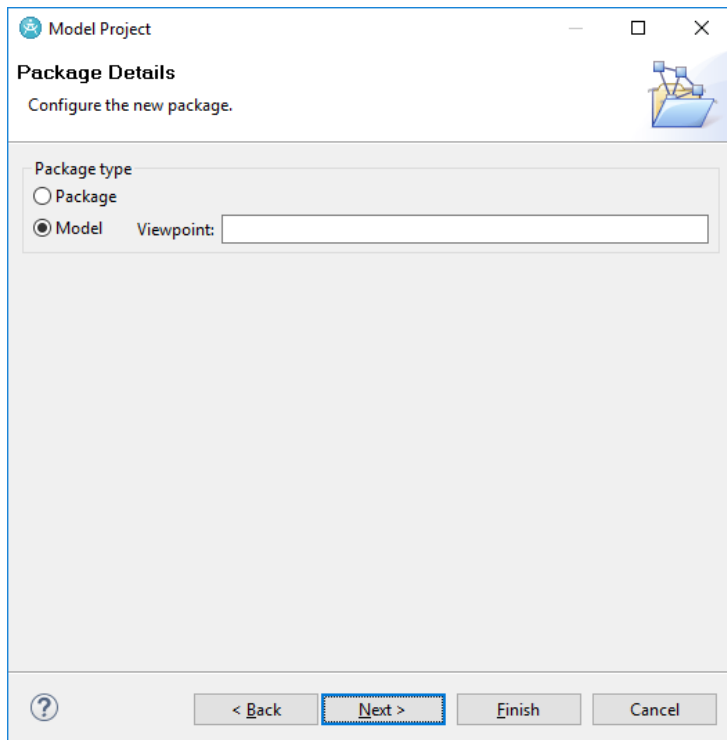 Model Project
Package Details
Configure the new package.
Package type
Package
Model Viewpoint:
? < Back Next > Finish Cancel